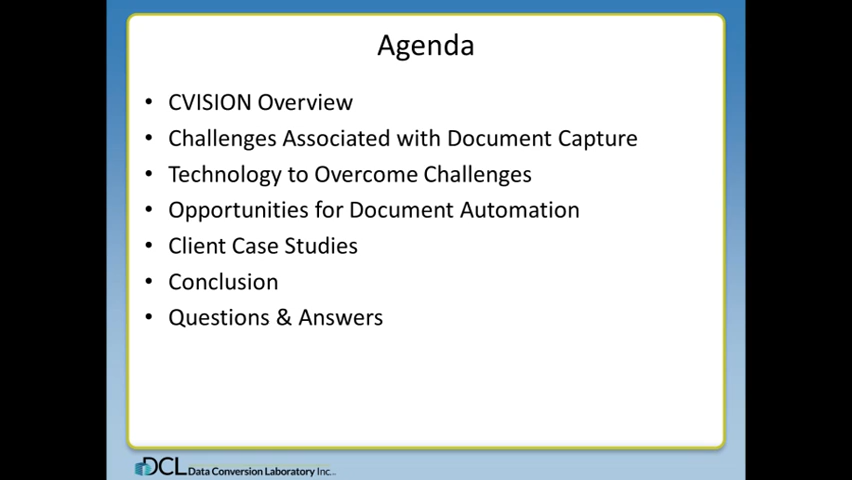 Agenda
• CVISION Overview
• Challenges Associated with Document Capture
• Technology to Overcome Challenges
• Opportunities for Document Automation
• Client Case Studies
• Conclusion
• Questions & Answers
DCL Data Conversion Laboratory Inc.